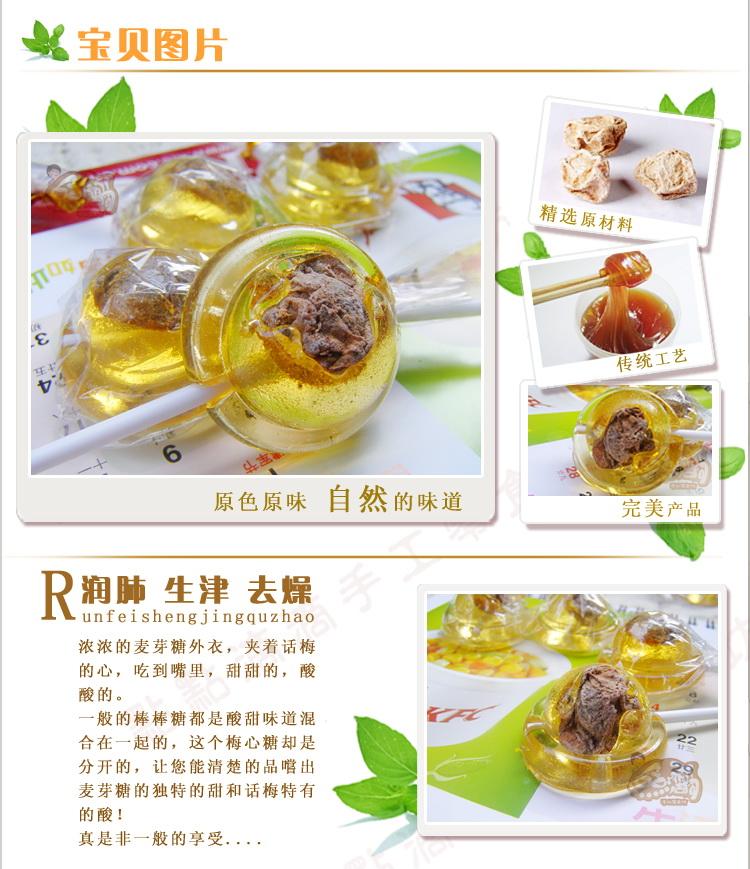 宝贝图片
精选原材料
传统工艺
原色原味 自然的味道
完美产品
R润肺 生津 去燥
unfeishengjingquzhao
浓浓的麦芽糖外衣，夹着话梅
的心，吃到嘴里，甜甜的，酸
酸的。
一般的棒棒糖都是酸甜味道混
合在一起的，这个梅心糖却是
分开的，让您能清楚的品嚐出
麦芽糖的独特的甜和话梅特有
的酸！
真是非一般的享受....
KFC
22
廿三
29